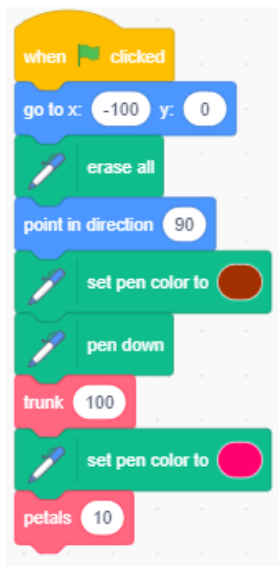 when clicked
go to x: -100 y: 0
erase all
point in direction 90
set pen color to
pen down
trunk 100
set pen color to
petals 10